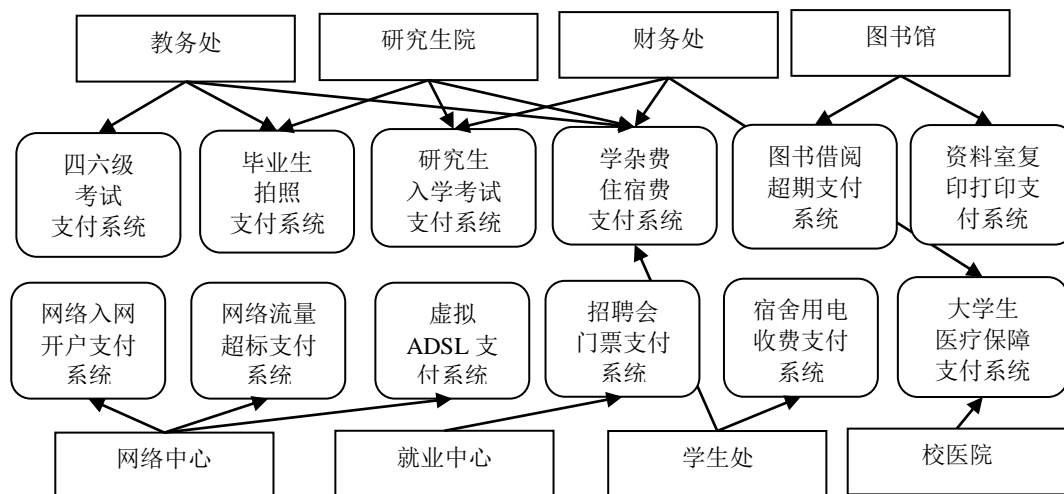 教务处
研究生院
财务处
图书馆
四六级
考试
支付系统
毕业生
拍照
支付系统
研究生
入学考试
支付系统
学杂费
住宿费
支付系统
图书借阅
超期支付
系统
资料室复
印打印支
付系统
网络入网
开户支付
系统
网络流量
超标支付
系统
虚拟
ADSL 支
付系统
招聘会
门票支付
系统
宿舍用电
收费支付
系统
大学生
医疗保障
支付系统
网络中心
就业中心
学生处
校医院